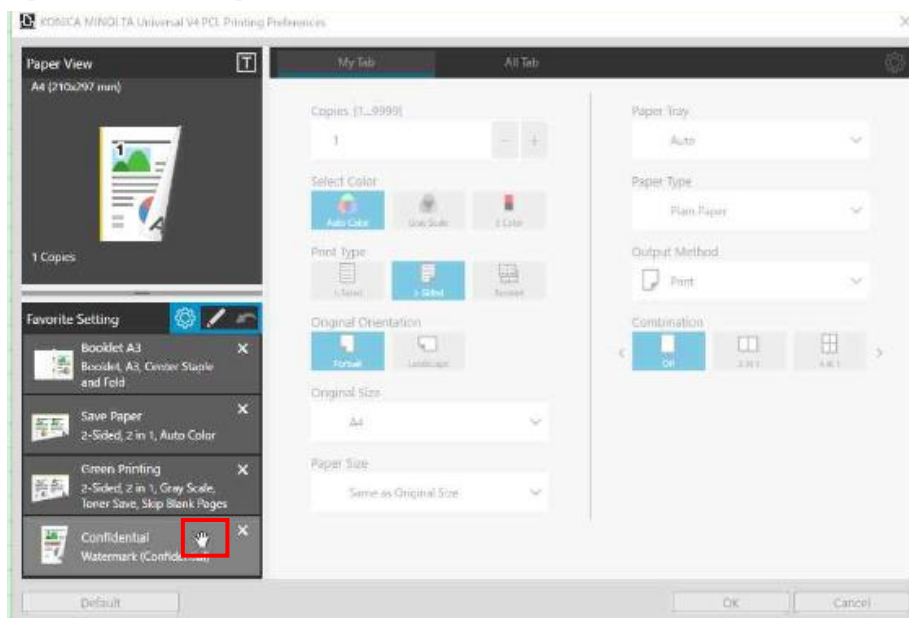 KONICA MINOLTA Universal V4 PCL Printing Preferences
Paper View
T
A4 (210x297 mm)
1
1 Copies
Favorite Setting
Booklet A3
Booklet, A3, Center Staple
and Fold
Save Paper
2-Sided, 2 in 1, Auto Color
Green Printing
2-Sided, 2 in 1, Gray Scale,
Toner Save, Skip Blank Pages
Confidential
Watermark (Confidential)
Default
My Tab
All Tab
Copies [1...9999]
1
Select Color
Auto Color
Gray Scale
2 Color
Print Type
1-Sided
2-Sided
Booklet
Original Orientation
Portrait
Landscape
Original Size
A4
Paper Size
Same as Original Size
Paper Tray
Auto
Paper Type
Plain Paper
Output Method
Print
Combination
Off
2 in 1
4 in 1
OK
Cancel